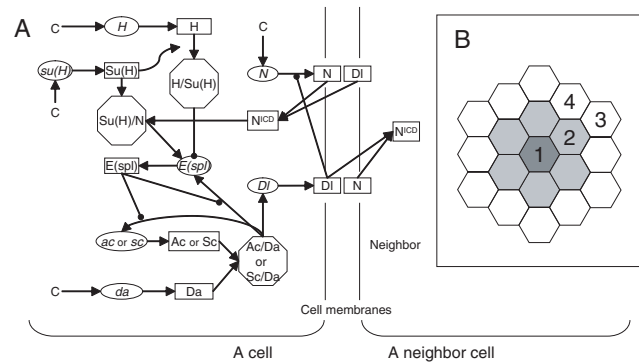 A
B
C
H
H
C
su(H)
Su(H)
N
N
Dl
C
H/Su(H)
Su(H)/N
N^ICD
N^ICD
E(spl)
E(spl)
Dl
Dl
N
ac or sc
Ac or Sc
Ac/Da
or
Sc/Da
Neighbor
C
da
Da
Cell membranes
A cell
A neighbor cell
4
3
2
1